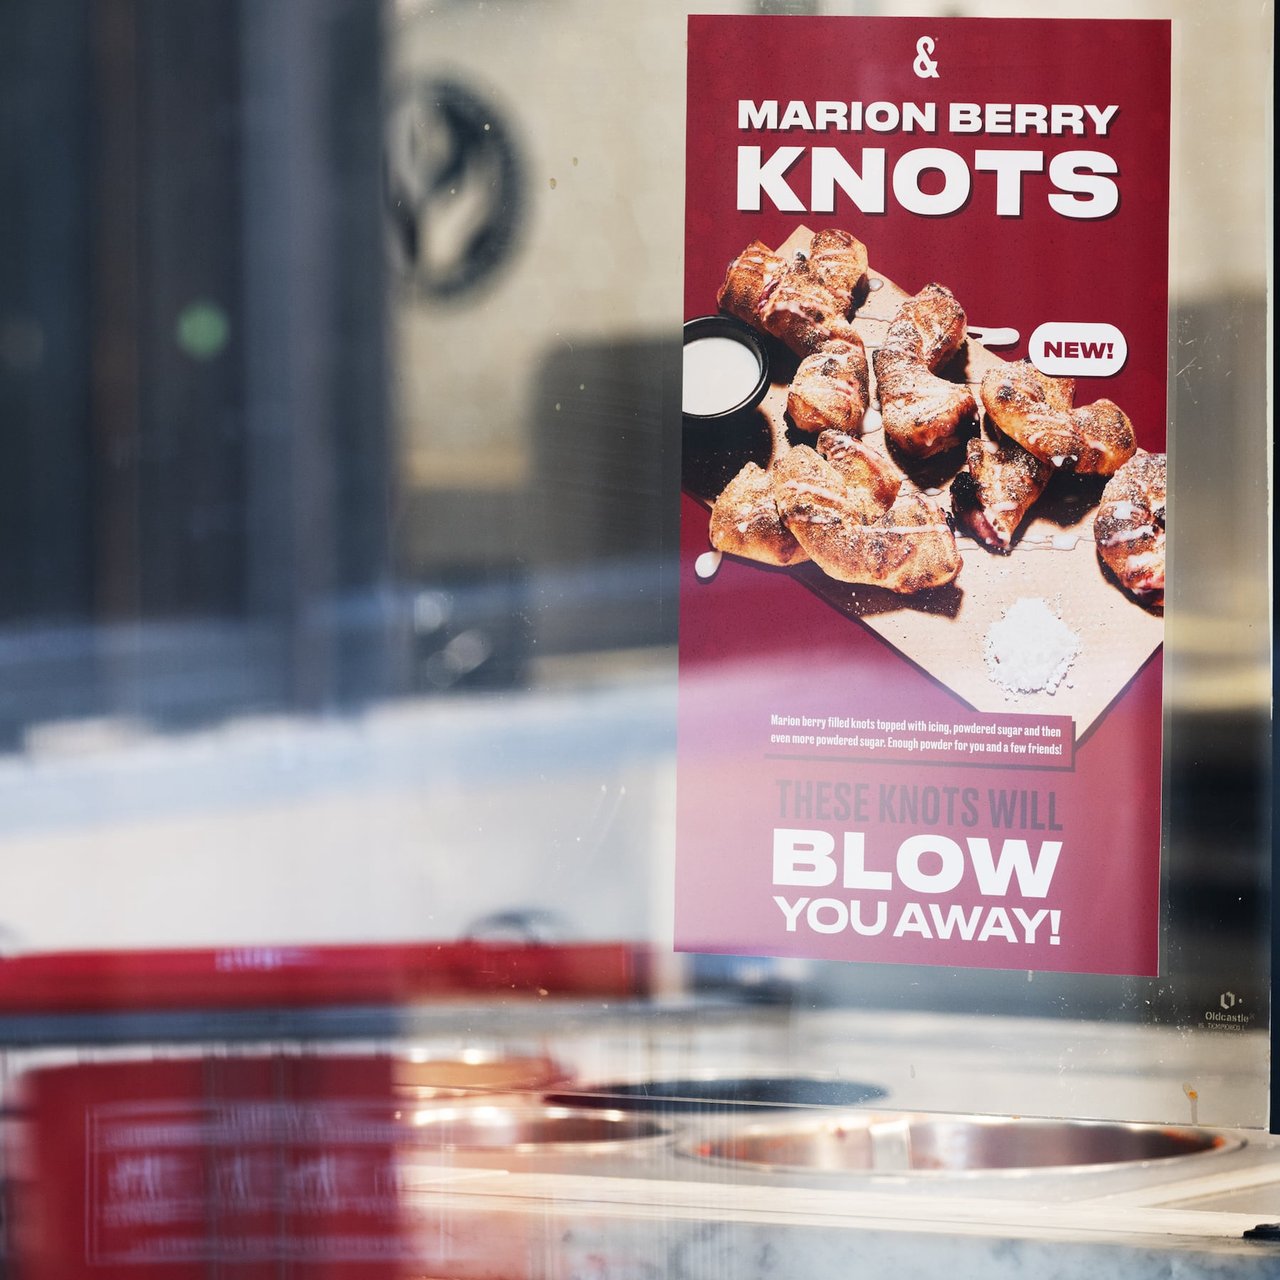 &
MARION BERRY
KNOTS
NEW!
Marion berry filled knots topped with icing, powdered sugar and then
even more powdered sugar. Enough powder for you and a few friends!
THESE KNOTS WILL
BLOW
YOU AWAY!
Oldcastle